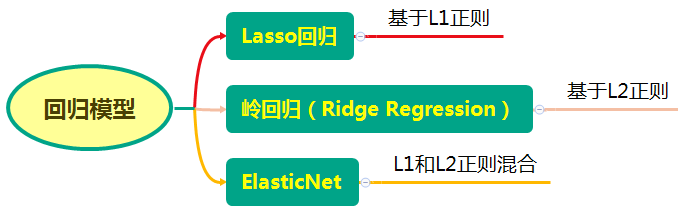 回归模型
Lasso回归
基于L1正则
岭回归（Ridge Regression）
基于L2正则
ElasticNet
L1和L2正则混合